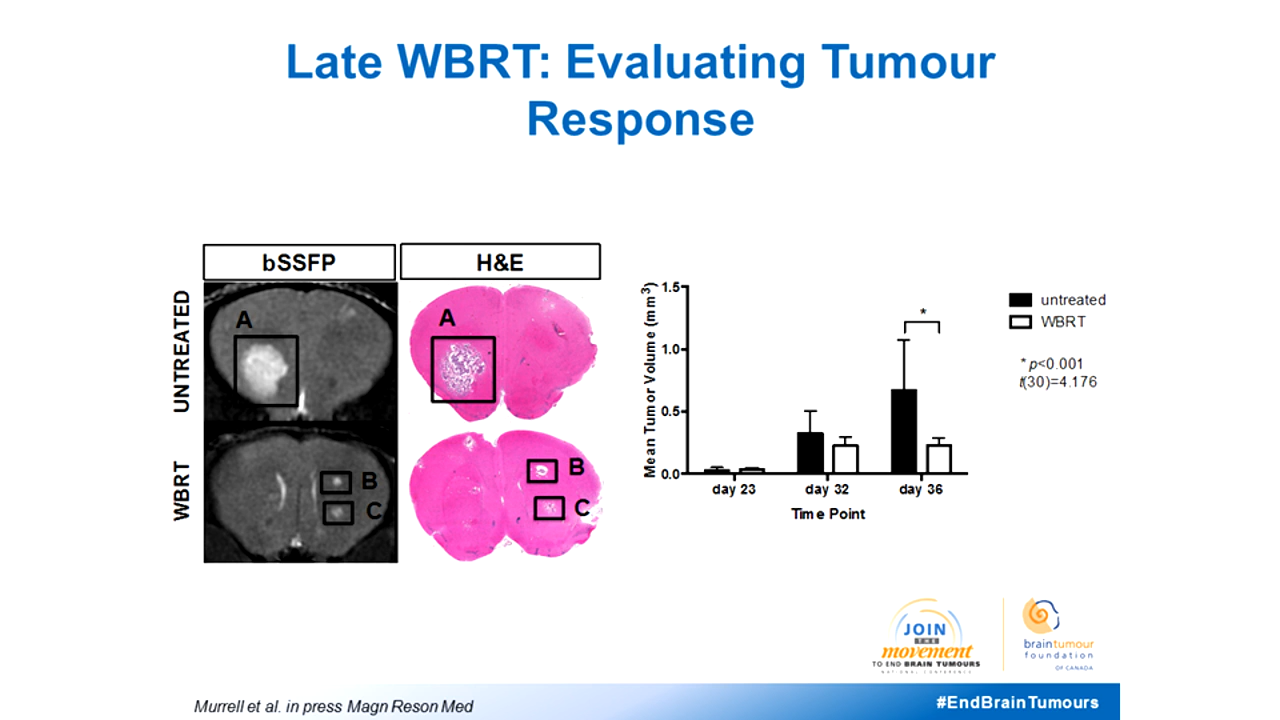 Late WBRT: Evaluating Tumour
Response
bSSFP
H&E
UNTREATED
A
A
WBRT
B
C
B
C
Mean Tumor Volume (mm³)
1.5
1.0
0.5
0.0
*
day 23
day 32
day 36
Time Point
untreated
WBRT
* p<0.001
t(30)=4.176
JOIN
THE
movement
TO END BRAIN TUMOURS
NATIONAL CONFERENCE
braintumour
foundation
OF CANADA
Murrell et al. in press Magn Reson Med
#EndBrainTumours